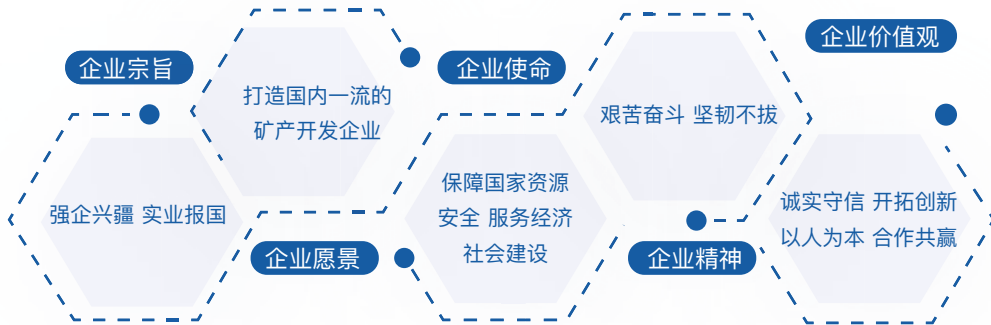 企业宗旨
强企兴疆 实业报国
打造国内一流的
矿产开发企业
企业愿景
企业使命
保障国家资源
安全 服务经济
社会建设
艰苦奋斗 坚韧不拔
企业精神
企业价值观
诚实守信 开拓创新
以人为本 合作共赢